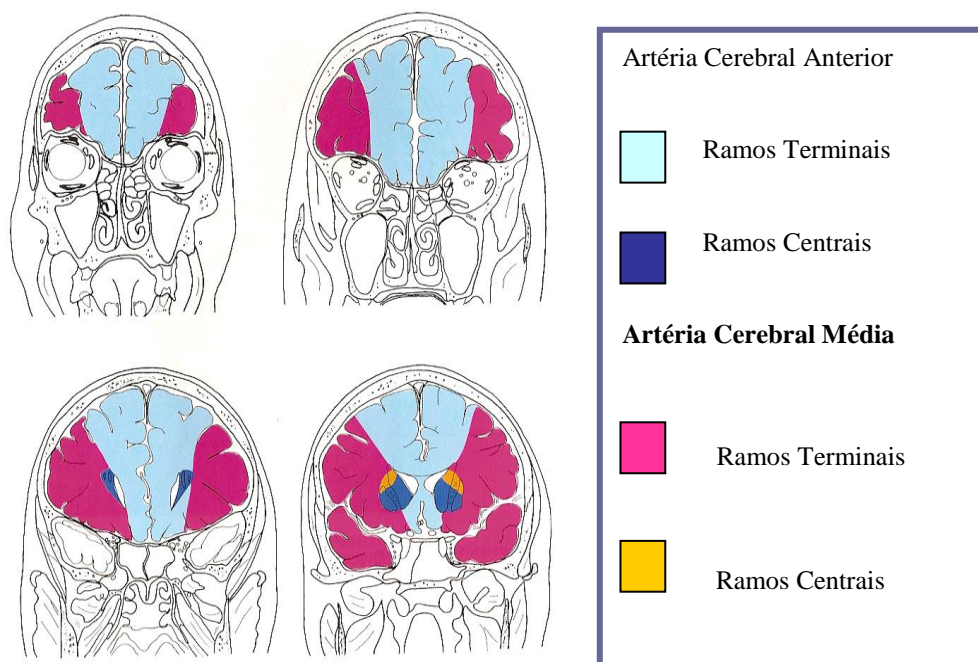 Artéria Cerebral Anterior
Ramos Terminais
Ramos Centrais
Artéria Cerebral Média
Ramos Terminais
Ramos Centrais